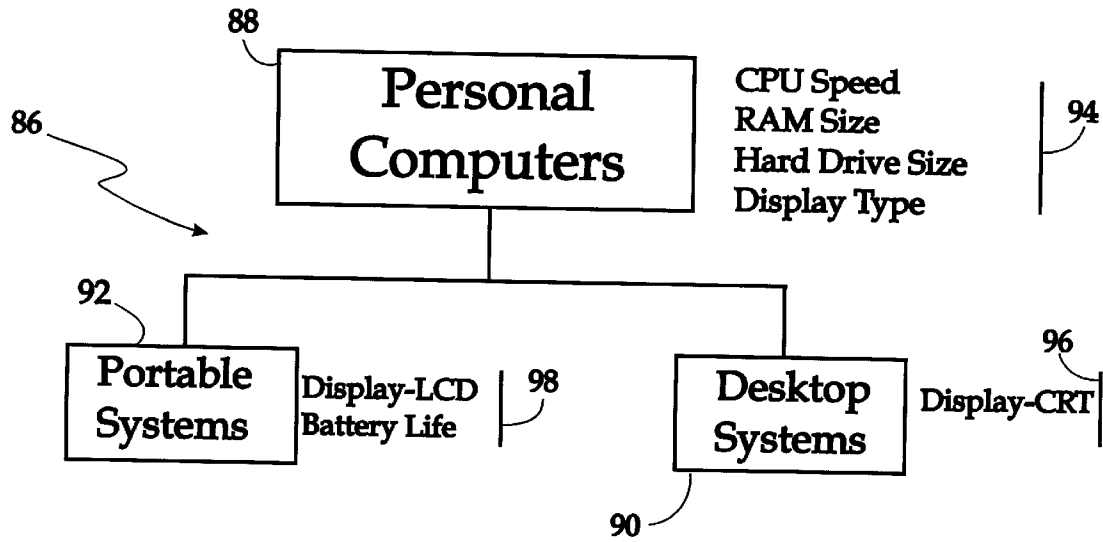 88
Personal
Computers
CPU Speed
RAM Size
Hard Drive Size
Display Type
94
86
92
Portable
Systems
Display-LCD
Battery Life
98
Desktop
Systems
Display-CRT
96
90